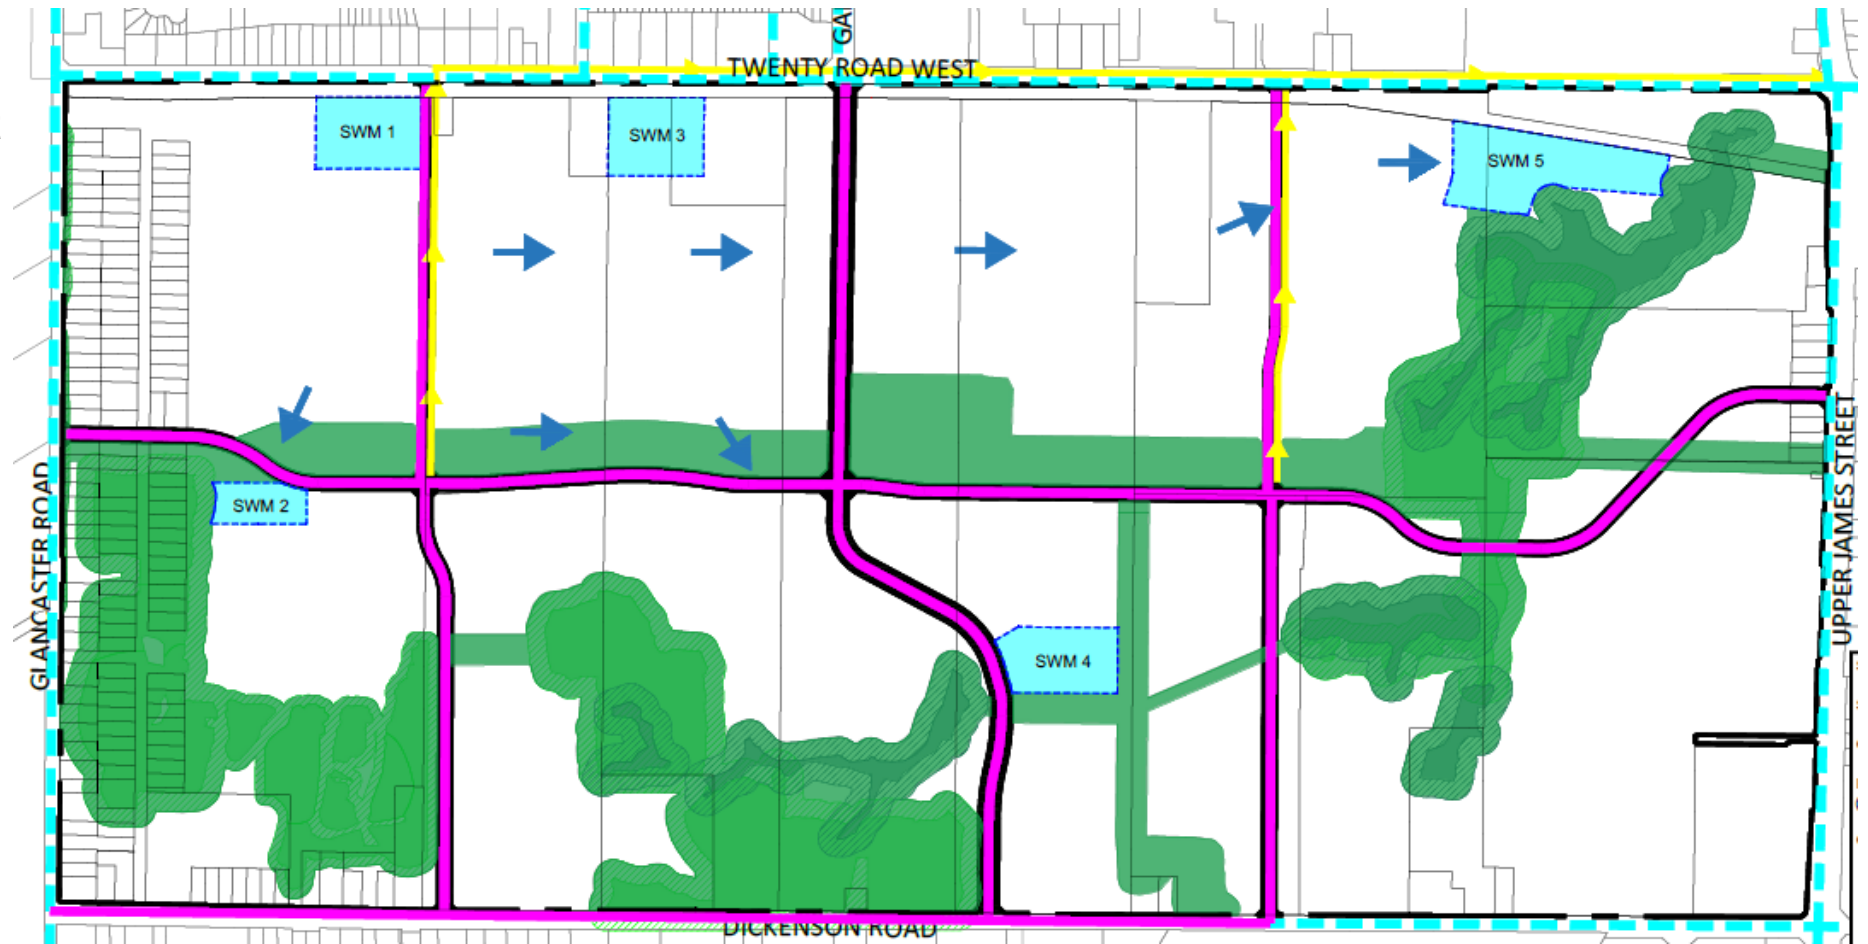 GA
TWENTY ROAD WEST
SWM 1
SWM 3
SWM 5
SWM 2
SWM 4
GLANCASTER ROAD
UPPER JAMES STREET
DICKENSON ROAD